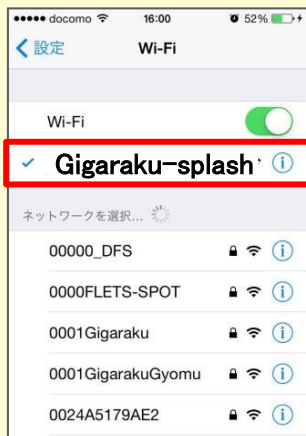 docomo 16:00 52%
設定 Wi-Fi
Wi-Fi
Gigaraku-splash
ネットワークを選択...
00000_DFS
0000FLETS-SPOT
0001Gigaraku
0001GigarakuGyomu
0024A5179AE2